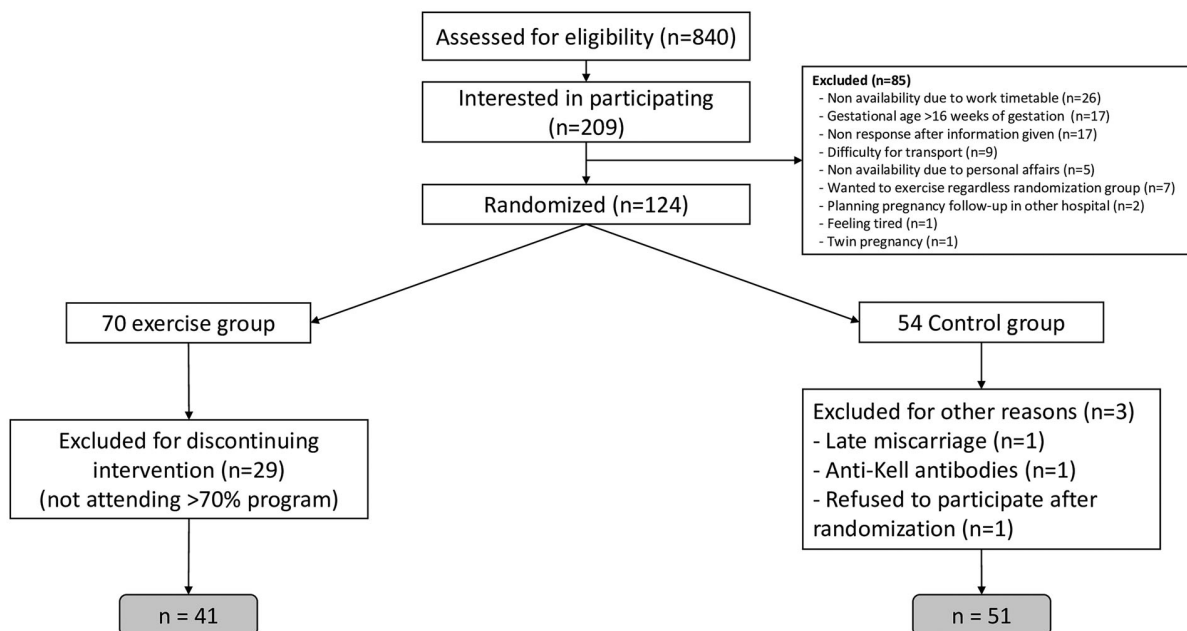 Assessed for eligibility (n=840)
Interested in participating
(n=209)
Excluded (n=85)
- Non availability due to work timetable (n=26)
- Gestational age >16 weeks of gestation (n=17)
- Non response after information given (n=17)
- Difficulty for transport (n=9)
- Non availability due to personal affairs (n=5)
- Wanted to exercise regardless randomization group (n=7)
- Planning pregnancy follow-up in other hospital (n=2)
- Feeling tired (n=1)
- Twin pregnancy (n=1)
Randomized (n=124)
70 exercise group
54 Control group
Excluded for discontinuing
intervention (n=29)
(not attending >70% program)
Excluded for other reasons (n=3)
- Late miscarriage (n=1)
- Anti-Kell antibodies (n=1)
- Refused to participate after
randomization (n=1)
n = 41
n = 51